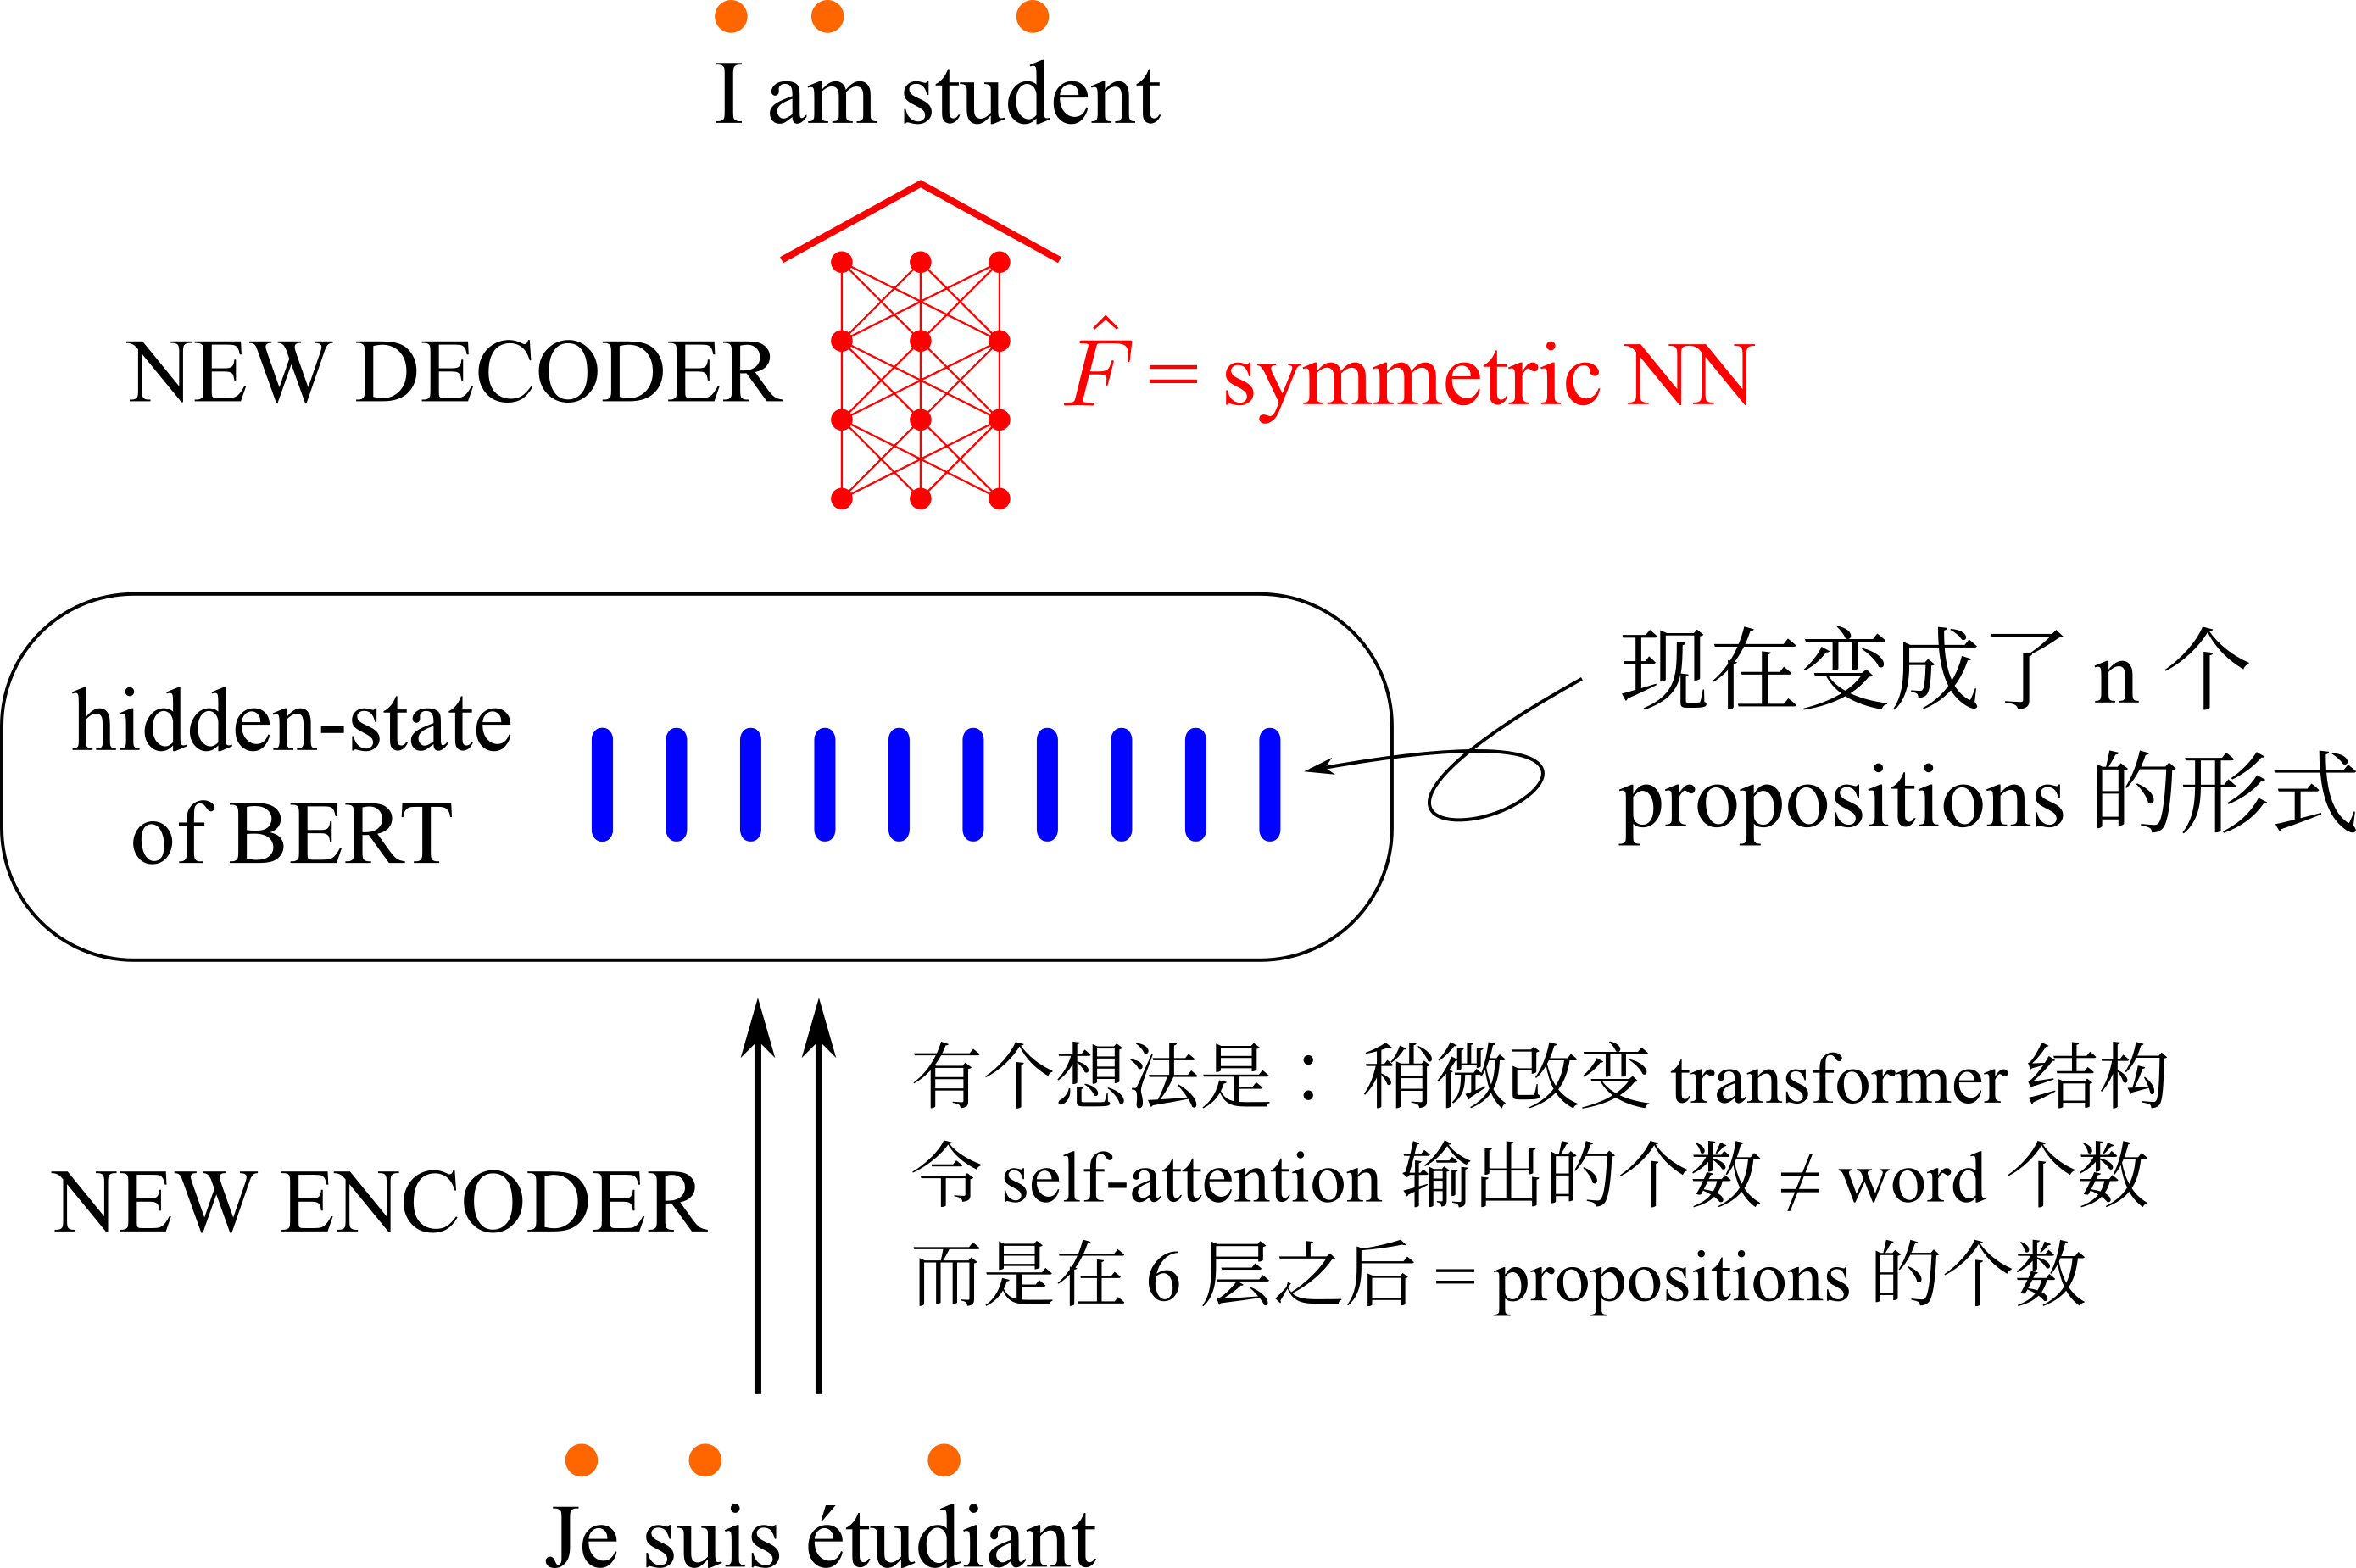 I am student
NEW DECODER
F̂ = symmetric NN
hidden-state
of BERT
现在变成了 n 个
propositions 的形式
有个想法是：稍微改变 transformer 结构
令 self-attention 输出的个数 ≠ word 个数
而是在 6 层之后 = propositions 的个数
NEW ENCODER
Je suis étudiant